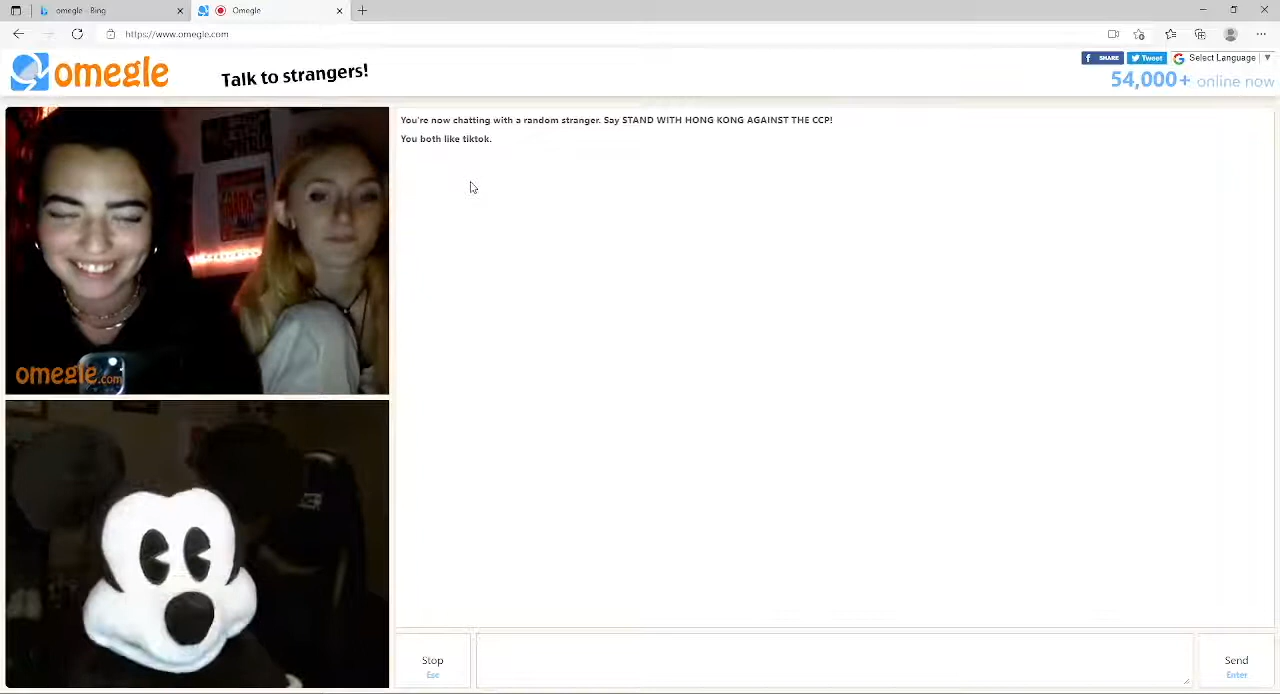 omegle - Bing
Omegle
https://www.omegle.com
omegle
Talk to strangers!
SHARE
Tweet
Select Language
54,000+ online now
You're now chatting with a random stranger. Say STAND WITH HONG KONG AGAINST THE CCP!
You both like tiktok.
omegle.com
Stop
Esc
Send
Enter